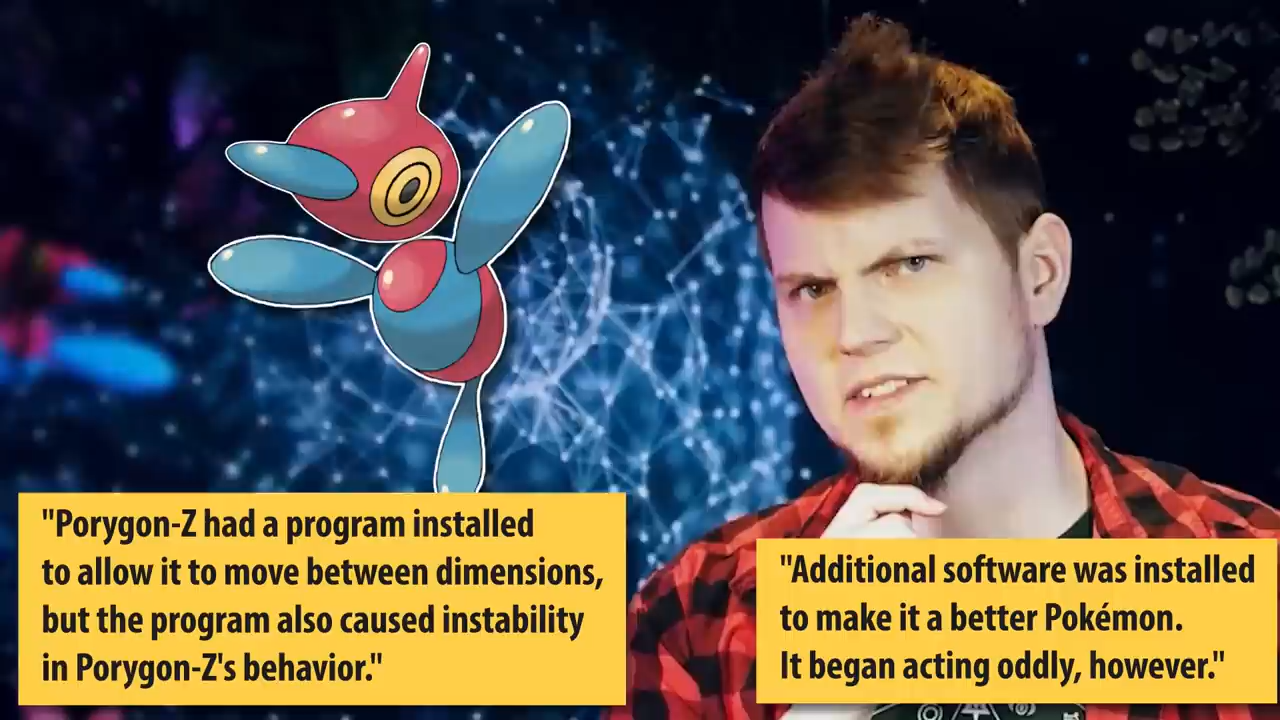 "Porygon-Z had a program installed
to allow it to move between dimensions,
but the program also caused instability
in Porygon-Z's behavior."
"Additional software was installed
to make it a better Pokémon.
It began acting oddly, however."